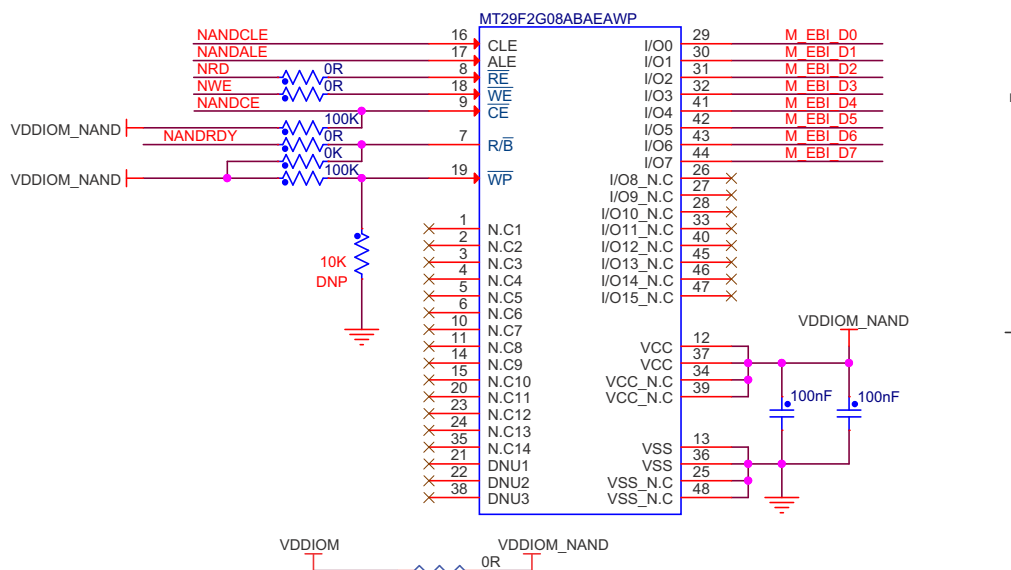 MT29F2G08ABAEAWP
NANDCLE 16 CLE I/O0 29 M_EBI_D0
NANDALE 17 ALE I/O1 30 M_EBI_D1
NRD 0R 8 RE I/O2 31 M_EBI_D2
NWE 0R 18 WE I/O3 32 M_EBI_D3
NANDCE 9 CE I/O4 41 M_EBI_D4
VDDIOM_NAND 100K I/O5 42 M_EBI_D5
NANDRDY 0R 7 R/B I/O6 43 M_EBI_D6
0K I/O7 44 M_EBI_D7
VDDIOM_NAND 100K 19 WP I/O8_N.C 26
I/O9_N.C 27
I/O10_N.C 28
1 N.C1 I/O11_N.C 33
2 N.C2 I/O12_N.C 40
10K 3 N.C3 I/O13_N.C 45
DNP 4 N.C4 I/O14_N.C 46
5 N.C5 I/O15_N.C 47
6 N.C6
10 N.C7 VDDIOM_NAND
11 N.C8 VCC 12
14 N.C9 VCC 37
15 N.C10 VCC_N.C 34
20 N.C11 VCC_N.C 39 100nF 100nF
23 N.C12
24 N.C13
35 N.C14 VSS 13
21 DNU1 VSS 36
22 DNU2 VSS_N.C 25
38 DNU3 VSS_N.C 48
VDDIOM VDDIOM_NAND
0R